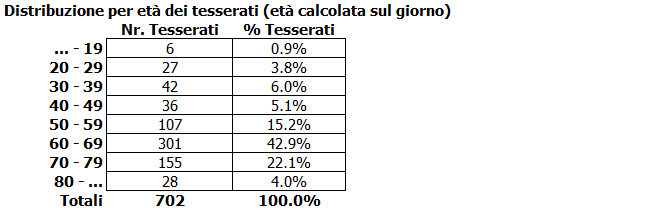 Distribuzione per età dei tesserati (età calcolata sul giorno)
Nr. Tesserati % Tesserati
... - 19 6 0.9%
20 - 29 27 3.8%
30 - 39 42 6.0%
40 - 49 36 5.1%
50 - 59 107 15.2%
60 - 69 301 42.9%
70 - 79 155 22.1%
80 - ... 28 4.0%
Totali 702 100.0%